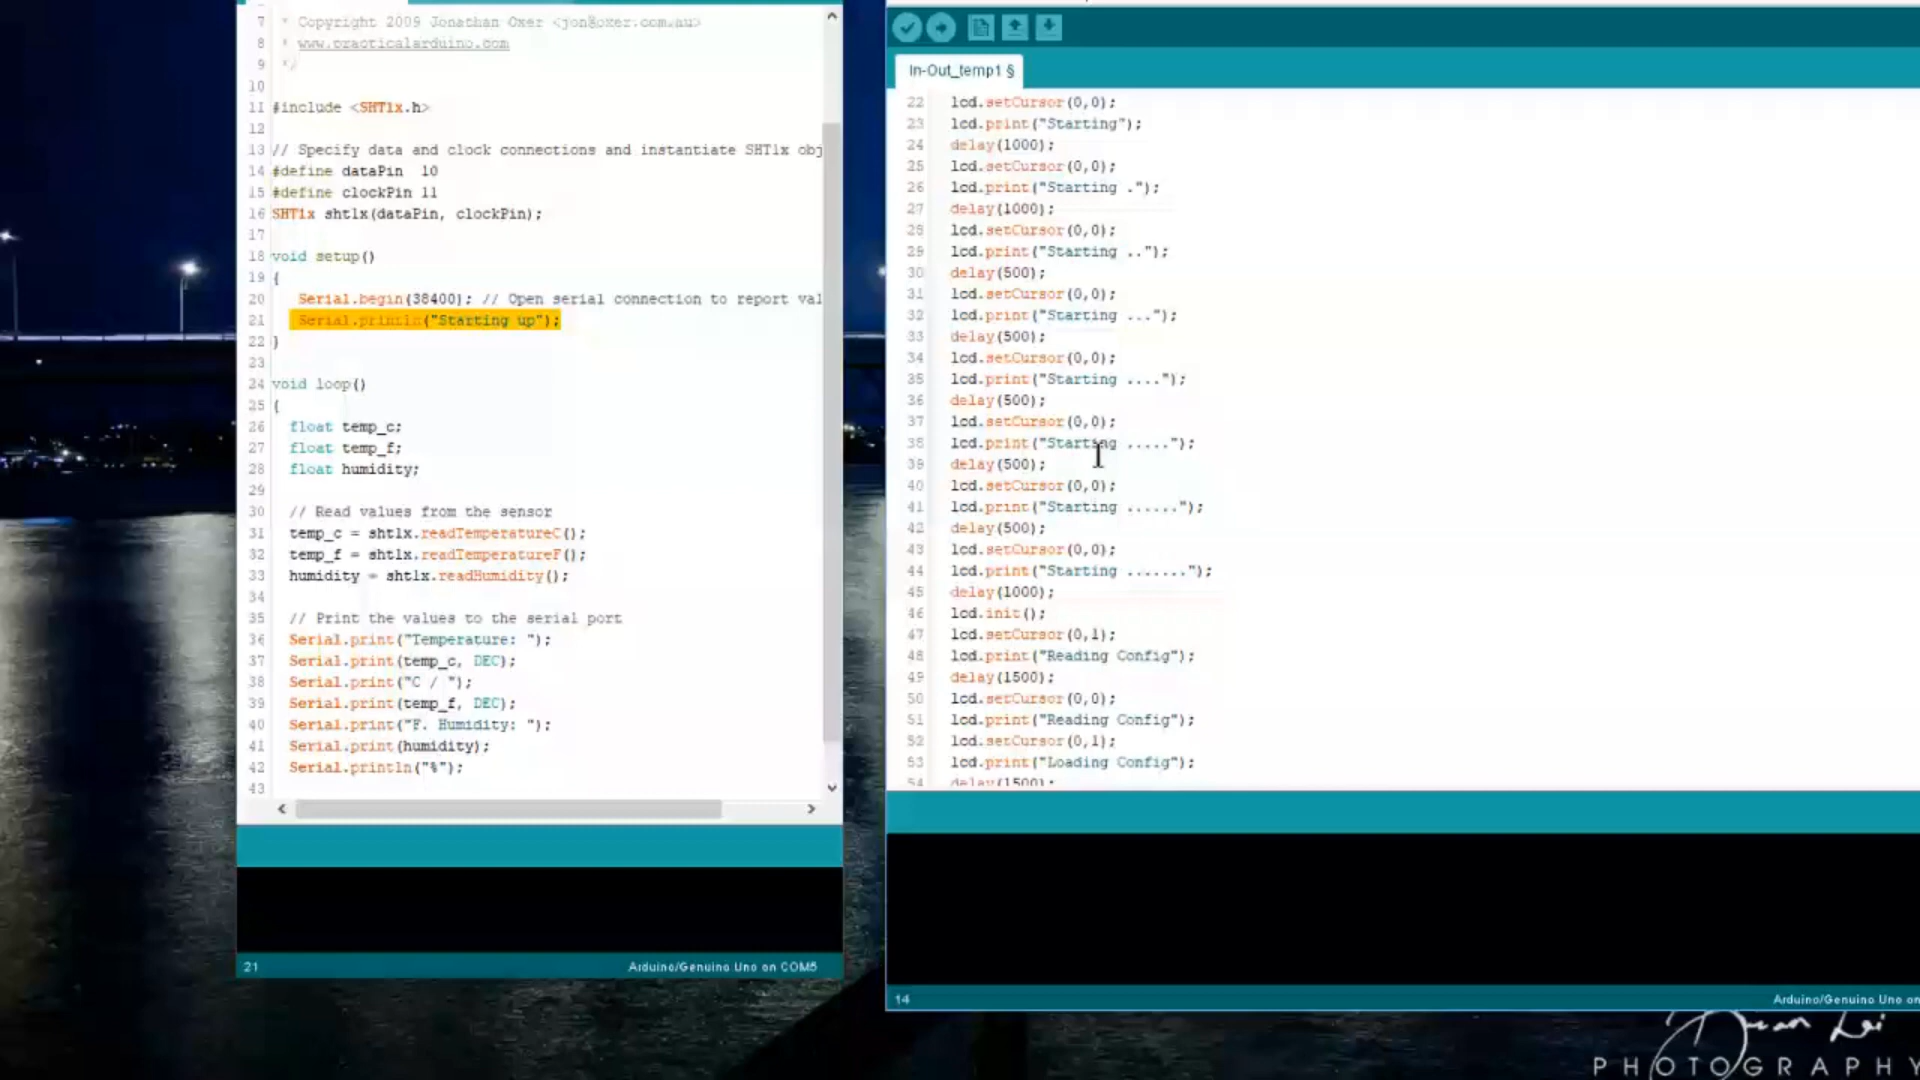 7 * Copyright 2009 Jonathan Oxer <jon@oxer.com.au>
8 * www.practicalarduino.com
9 */
10
11 #include <SHT1x.h>
12
13 // Specify data and clock connections and instantiate SHT1x obj
14 #define dataPin 10
15 #define clockPin 11
16 SHT1x sht1x(dataPin, clockPin);
17
18 void setup()
19 {
20 Serial.begin(38400); // Open serial connection to report val
21 Serial.println("Starting up");
22 }
23
24 void loop()
25 {
26 float temp_c;
27 float temp_f;
28 float humidity;
29
30 // Read values from the sensor
31 temp_c = sht1x.readTemperatureC();
32 temp_f = sht1x.readTemperatureF();
33 humidity = sht1x.readHumidity();
34
35 // Print the values to the serial port
36 Serial.print("Temperature: ");
37 Serial.print(temp_c, DEC);
38 Serial.print("C / ");
39 Serial.print(temp_f, DEC);
40 Serial.print("F. Humidity: ");
41 Serial.print(humidity);
42 Serial.println("%");
43
21 Arduino/Genuino Uno on COM5
In-Out_temp1 §
22 lcd.setCursor(0,0);
23 lcd.print("Starting");
24 delay(1000);
25 lcd.setCursor(0,0);
26 lcd.print("Starting .");
27 delay(1000);
28 lcd.setCursor(0,0);
29 lcd.print("Starting ..");
30 delay(500);
31 lcd.setCursor(0,0);
32 lcd.print("Starting ...");
33 delay(500);
34 lcd.setCursor(0,0);
35 lcd.print("Starting ....");
36 delay(500);
37 lcd.setCursor(0,0);
38 lcd.print("Starting .....");
39 delay(500);
40 lcd.setCursor(0,0);
41 lcd.print("Starting ......");
42 delay(500);
43 lcd.setCursor(0,0);
44 lcd.print("Starting .......");
45 delay(1000);
46 lcd.init();
47 lcd.setCursor(0,1);
48 lcd.print("Reading Config");
49 delay(1500);
50 lcd.setCursor(0,0);
51 lcd.print("Reading Config");
52 lcd.setCursor(0,1);
53 lcd.print("Loading Config");
54 delay(1500);
14 Arduino/Genuino Uno on
PHOTOGRAPHY